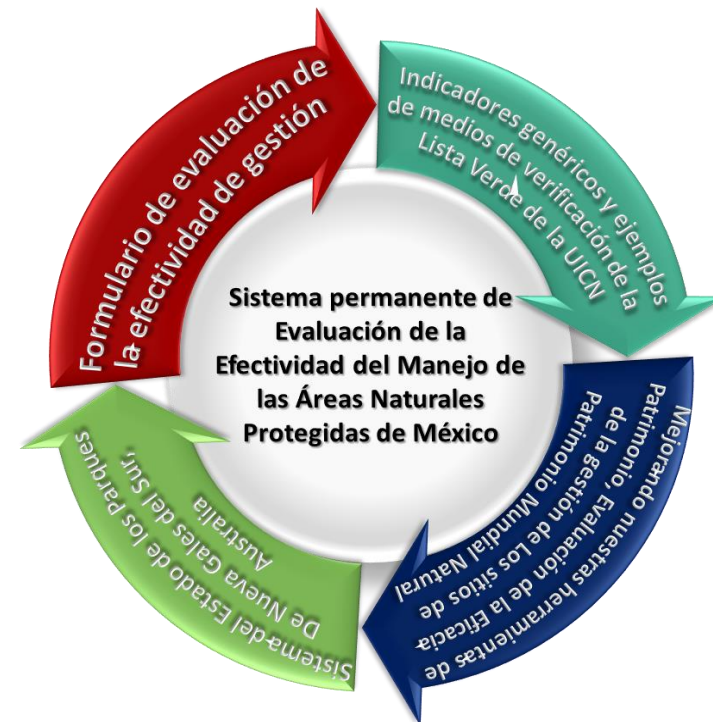 Formulario de evaluación de
la efectividad de gestión
Indicadores genéricos y ejemplos
de medios de verificación de la
Lista Verde de la UICN
Mejorando nuestras herramientas de
Patrimonio, Evaluación de la Eficacia
de la gestión de Los sitios de
Patrimonio Mundial Natural
Sistema del Estado de los Parques
De Nueva Gales del Sur,
Australia
Sistema permanente de
Evaluación de la
Efectividad del Manejo de
las Áreas Naturales
Protegidas de México